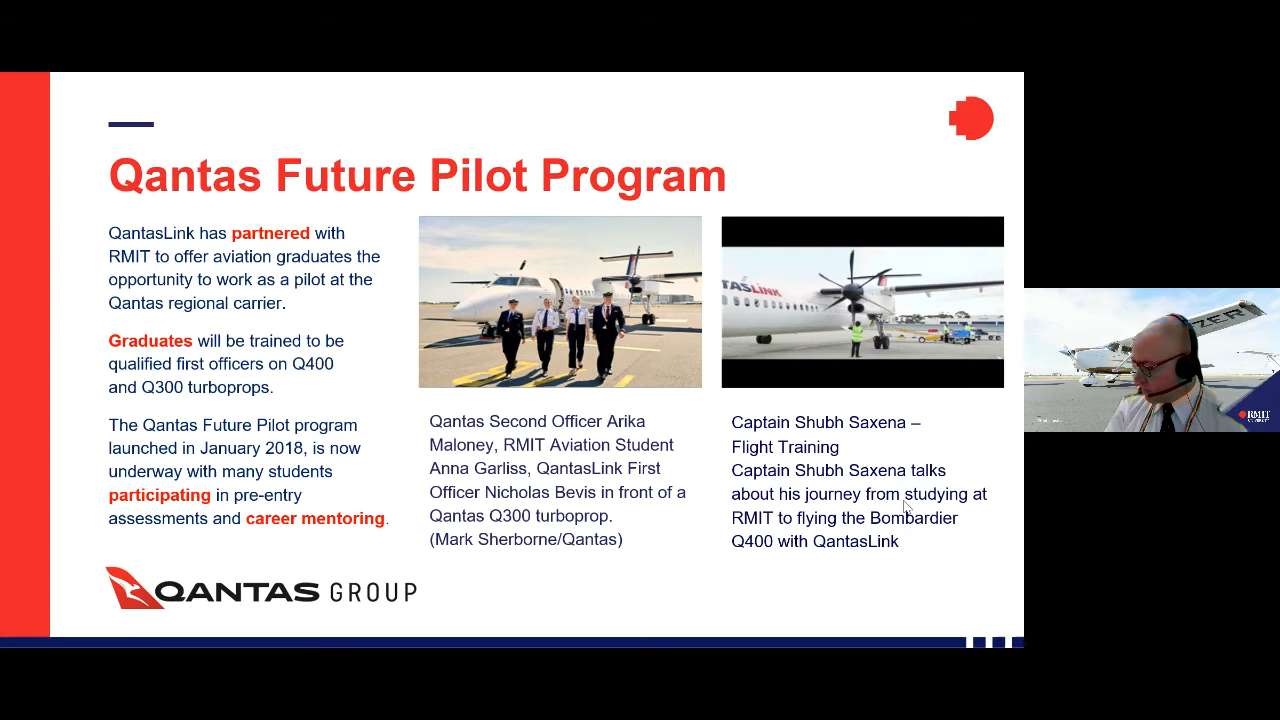 Qantas Future Pilot Program
QantasLink has partnered with
RMIT to offer aviation graduates the
opportunity to work as a pilot at the
Qantas regional carrier.
Graduates will be trained to be
qualified first officers on Q400
and Q300 turboprops.
The Qantas Future Pilot program
launched in January 2018, is now
underway with many students
participating in pre-entry
assessments and career mentoring.
QANTAS GROUP
Qantas Second Officer Arika
Maloney, RMIT Aviation Student
Anna Garliss, QantasLink First
Officer Nicholas Bevis in front of a
Qantas Q300 turboprop.
(Mark Sherborne/Qantas)
TASLINK
Captain Shubh Saxena –
Flight Training
Captain Shubh Saxena talks
about his journey from studying at
RMIT to flying the Bombardier
Q400 with QantasLink
ZER
RMIT
UNIVERSITY